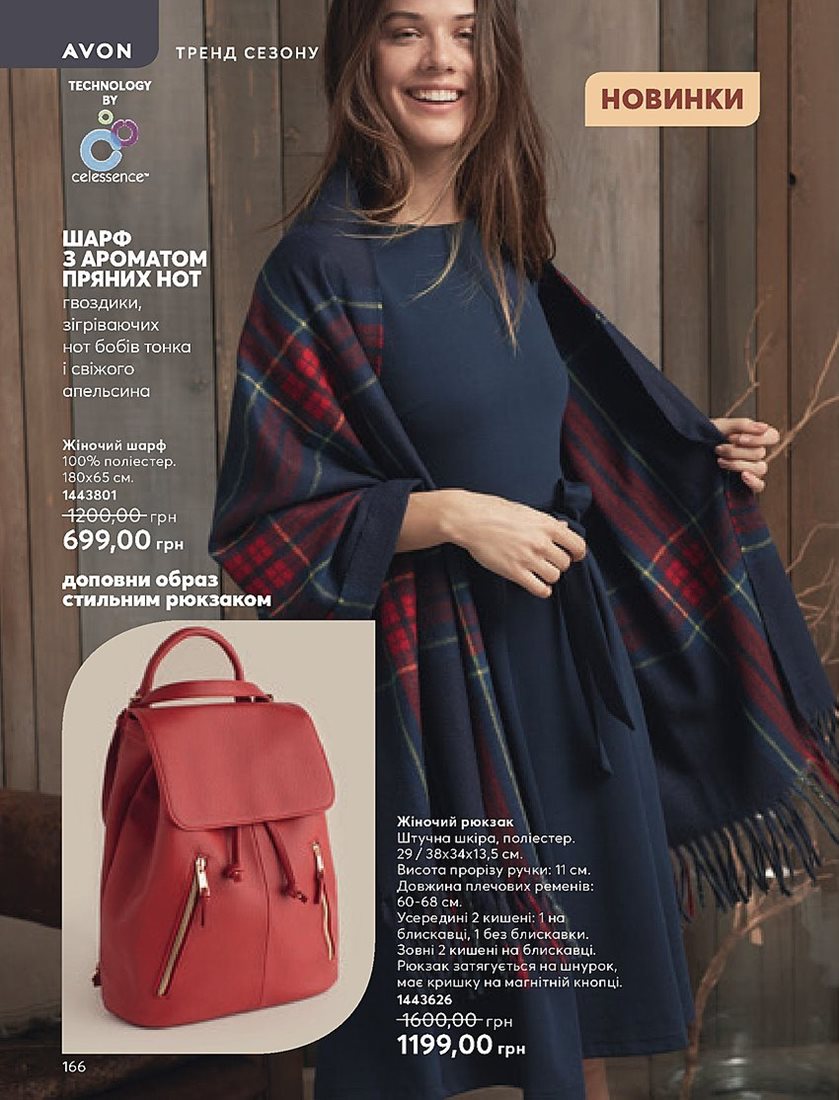 AVON
ТРЕНД СЕЗОНУ
TECHNOLOGY
BY
celessence™
НОВИНКИ
ШАРФ
З АРОМАТОМ
ПРЯНИХ НОТ
гвоздики,
зігріваючих
нот бобів тонка
і свіжого
апельсина
Жіночий шарф
100% поліестер.
180х65 см.
1443801
1200,00 грн
699,00 грн
доповни образ
стильним рюкзаком
Жіночий рюкзак
Штучна шкіра, поліестер.
29 / 38х34х13,5 см.
Висота прорізу ручки: 11 см.
Довжина плечових ременів:
60-68 см.
Усередині 2 кишені: 1 на
блискавці, 1 без блискавки.
Зовні 2 кишені на блискавці.
Рюкзак затягується на шнурок,
має кришку на магнітній кнопці.
1443626
1600,00 грн
1199,00 грн
166